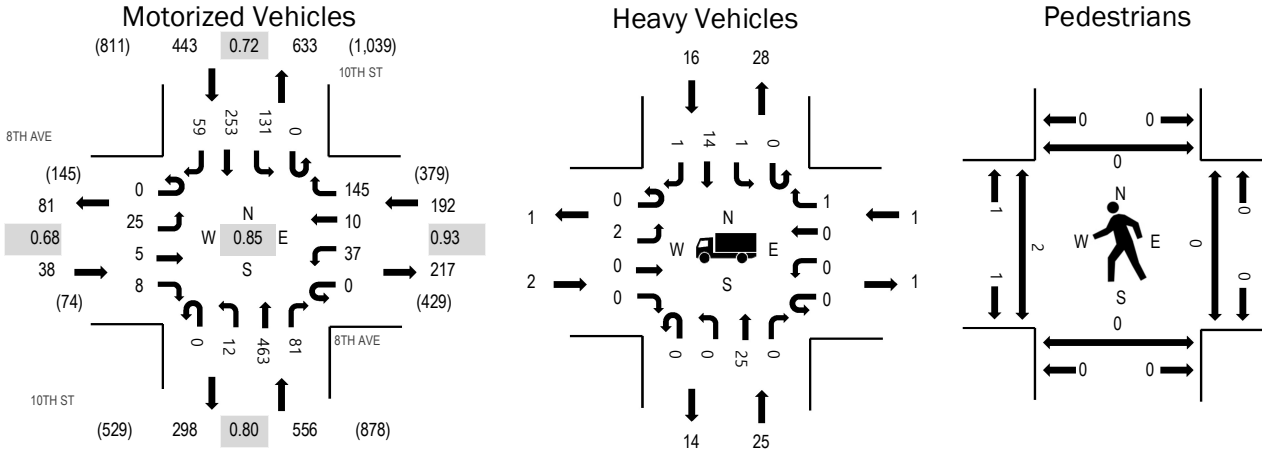 Motorized Vehicles
(811) 443 0.72 633 (1,039)
10TH ST
59 253 131 0
8TH AVE
(145)
81
0.68
38
(74)
0
25
5
8
N
W 0.85 E
S
145
10
37
0
(379)
192
0.93
217
(429)
0 12 463 81
8TH AVE
10TH ST
(529) 298 0.80 556 (878)
Heavy Vehicles
16 28
1 14 1 0
0
2
0
0
1
2
N
W E
S
1
0
0
0
1
1
0 0 25 0
14 25
Pedestrians
0 0
0
1
1
2
N
W E
S
0
0
0
0
0 0